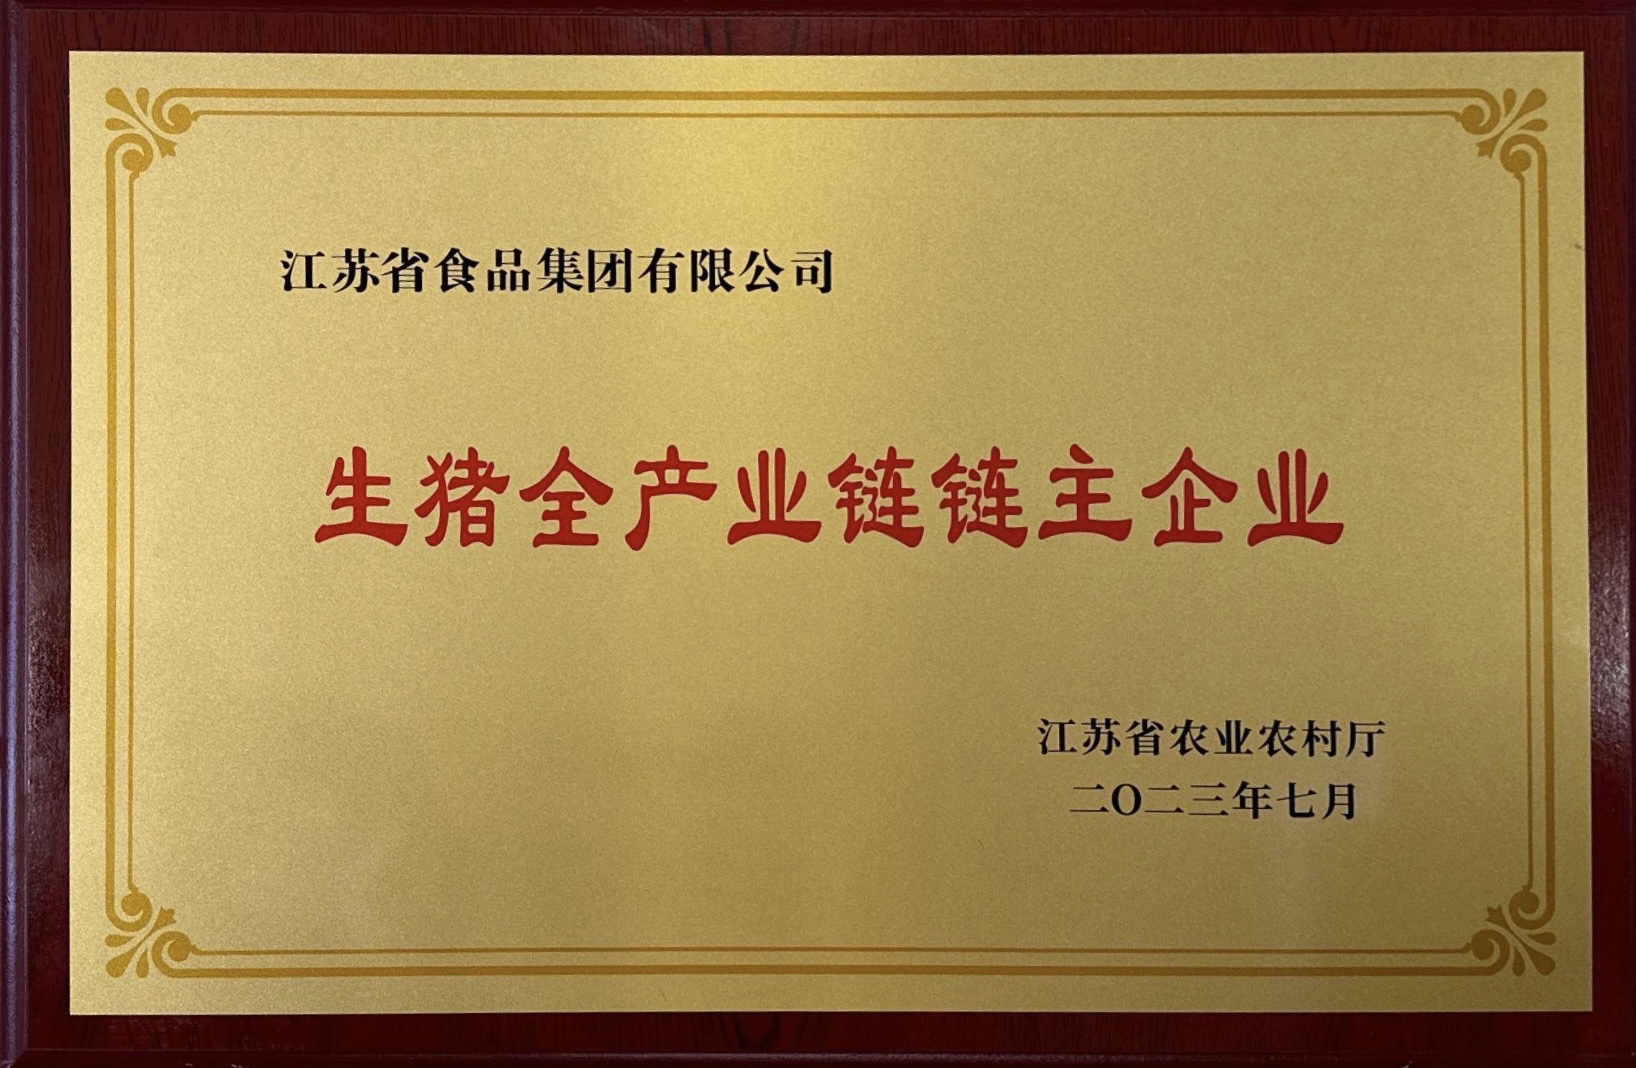 江苏省食品集团有限公司
生猪全产业链链主企业
江苏省农业农村厅
二〇二三年七月